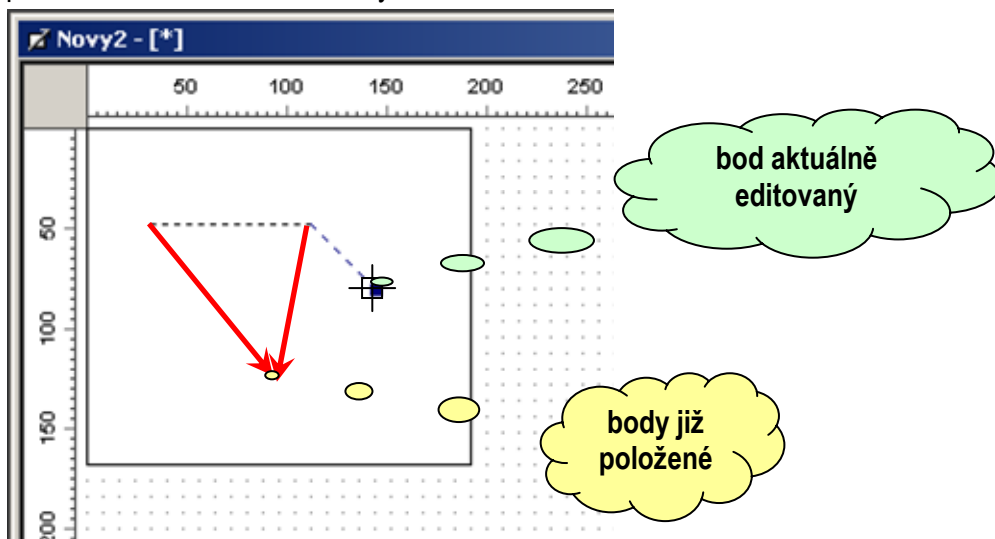 Novy2 - [*]
50 100 150 200 250
50
100
150
200
bod aktuálně
editovaný
body již
položené